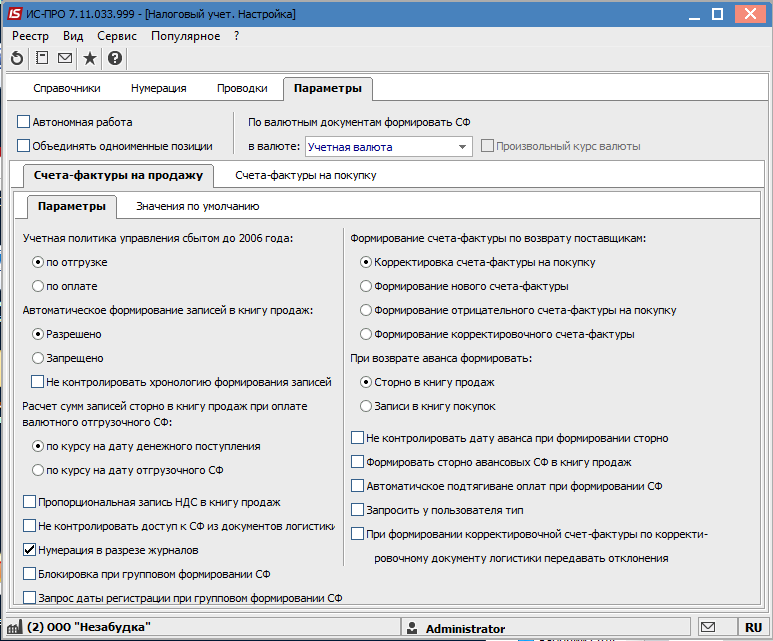 ИС-ПРО 7.11.033.999 - [Налоговый учет. Настройка]
Реестр Вид Сервис Популярное ?
Справочники Нумерация Проводки Параметры
Автономная работа
Объединять одноименные позиции
По валютным документам формировать СФ
в валюте: Учетная валюта Произвольный курс валюты
Счета-фактуры на продажу Счета-фактуры на покупку
Параметры Значения по умолчанию
Учетная политика управления сбытом до 2006 года:
по отгрузке
по оплате
Автоматическое формирование записей в книгу продаж:
Разрешено
Запрещено
Не контролировать хронологию формирования записей
Расчет сумм записей сторно в книгу продаж при оплате
валютного отгрузочного СФ:
по курсу на дату денежного поступления
по курсу на дату отгрузочного СФ
Пропорциональная запись НДС в книгу продаж
Не контролировать доступ к СФ из документов логистики
Нумерация в разрезе журналов
Блокировка при групповом формировании СФ
Запрос даты регистрации при групповом формировании СФ
Формирование счета-фактуры по возврату поставщикам:
Корректировка счета-фактуры на покупку
Формирование нового счета-фактуры
Формирование отрицательного счета-фактуры на покупку
Формирование корректировочного счета-фактуры
При возврате аванса формировать:
Сторно в книгу продаж
Записи в книгу покупок
Не контролировать дату аванса при формировании сторно
Формировать сторно авансовых СФ в книгу продаж
Автоматичское подтягиване оплат при формировании СФ
Запросить у пользователя тип
При формировании корректировочной счета-фактуры по корректи-
ровочному документу логистики передавать отклонения
(2) ООО "Незабудка" Administrator RU